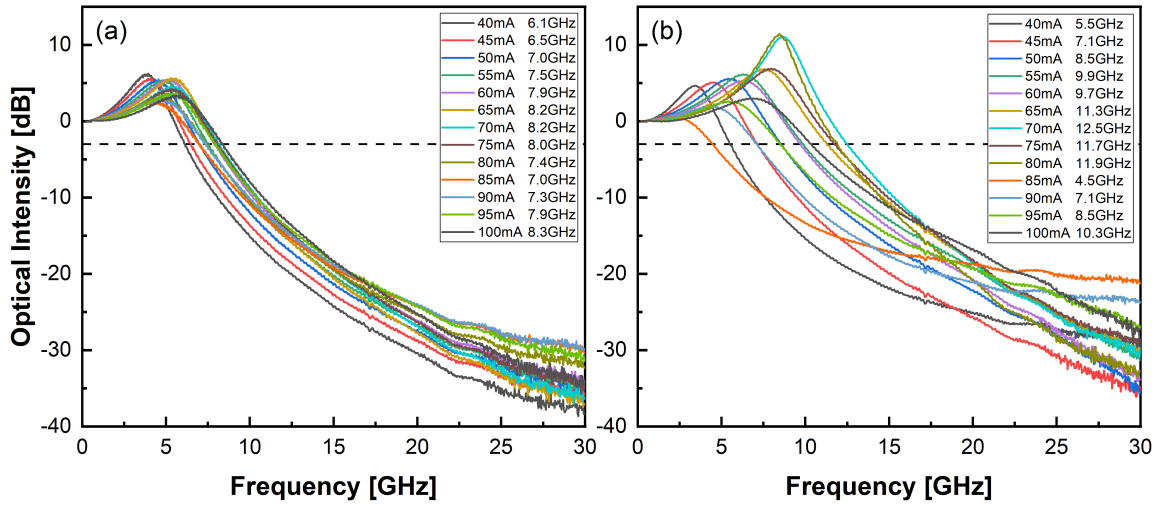 (a)
40mA 6.1GHz
45mA 6.5GHz
50mA 7.0GHz
55mA 7.5GHz
60mA 7.9GHz
65mA 8.2GHz
70mA 8.2GHz
75mA 8.0GHz
80mA 7.4GHz
85mA 7.0GHz
90mA 7.3GHz
95mA 7.9GHz
100mA 8.3GHz
10
0
-10
-20
-30
-40
Optical Intensity [dB]
0 5 10 15 20 25 30
Frequency [GHz]
(b)
40mA 5.5GHz
45mA 7.1GHz
50mA 8.5GHz
55mA 9.9GHz
60mA 9.7GHz
65mA 11.3GHz
70mA 12.5GHz
75mA 11.7GHz
80mA 11.9GHz
85mA 4.5GHz
90mA 7.1GHz
95mA 8.5GHz
100mA 10.3GHz
10
0
-10
-20
-30
-40
0 5 10 15 20 25 30
Frequency [GHz]